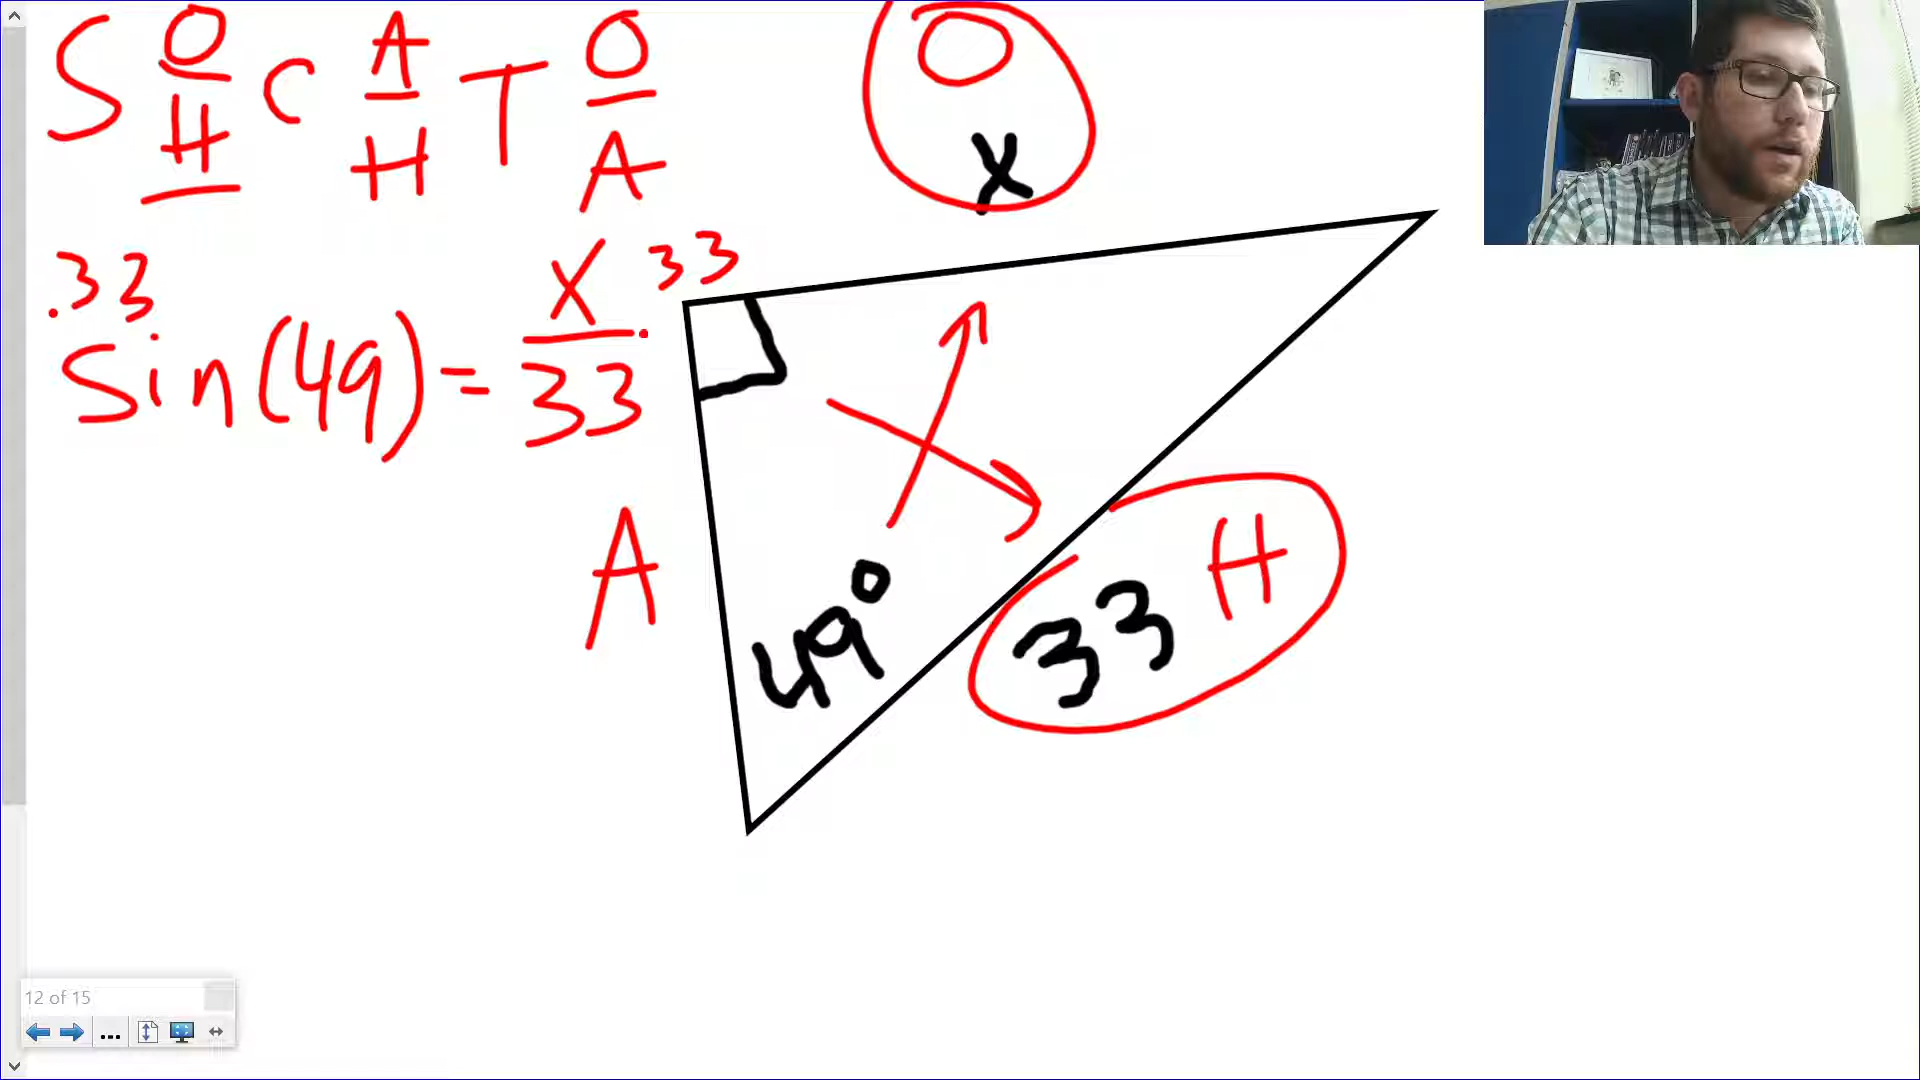 S O/H C A/H T O/A
O
x
.33 33
Sin(49) = x/33
A
49°
33 H
12 of 15
...